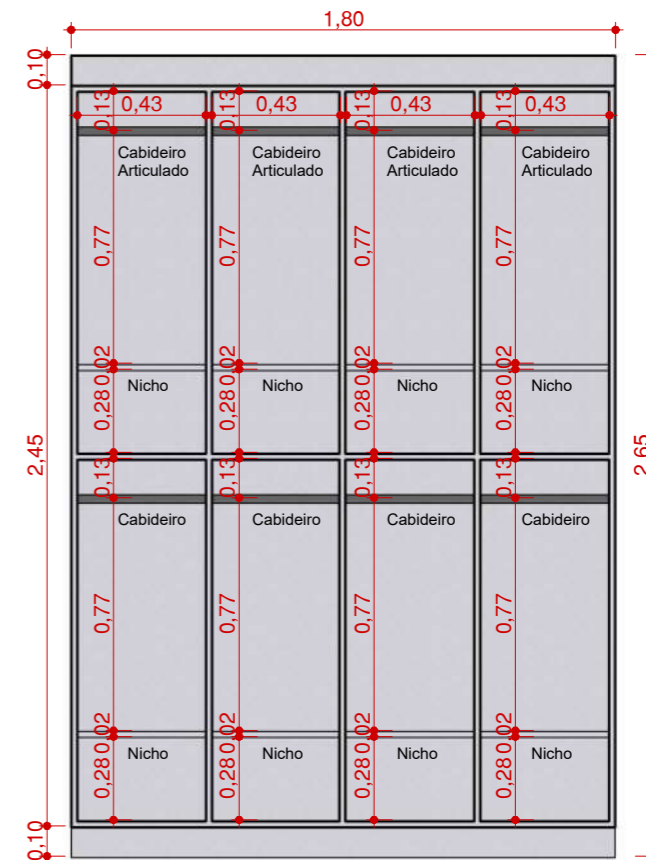 1,80
0,10
0,13 0,13 0,13 0,13
0,43 0,43 0,43 0,43
Cabideiro Cabideiro Cabideiro Cabideiro
Articulado Articulado Articulado Articulado
0,77 0,77 0,77 0,77
0,02 0,02 0,02 0,02
Nicho Nicho Nicho Nicho
0,28 0,28 0,28 0,28
2,45 2,65
0,13 0,13 0,13 0,13
Cabideiro Cabideiro Cabideiro Cabideiro
0,77 0,77 0,77 0,77
0,02 0,02 0,02 0,02
Nicho Nicho Nicho Nicho
0,28 0,28 0,28 0,28
0,10